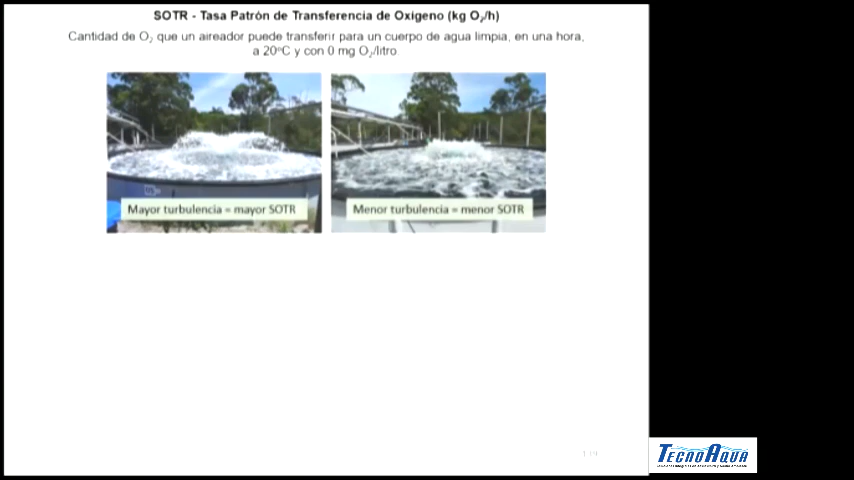 SOTR - Tasa Patrón de Transferencia de Oxígeno (kg O₂/h)
Cantidad de O₂ que un aireador puede transferir para un cuerpo de agua limpia, en una hora,
a 20ºC y con 0 mg O₂/litro
Mayor turbulencia = mayor SOTR
Menor turbulencia = menor SOTR
TECNOAQUA